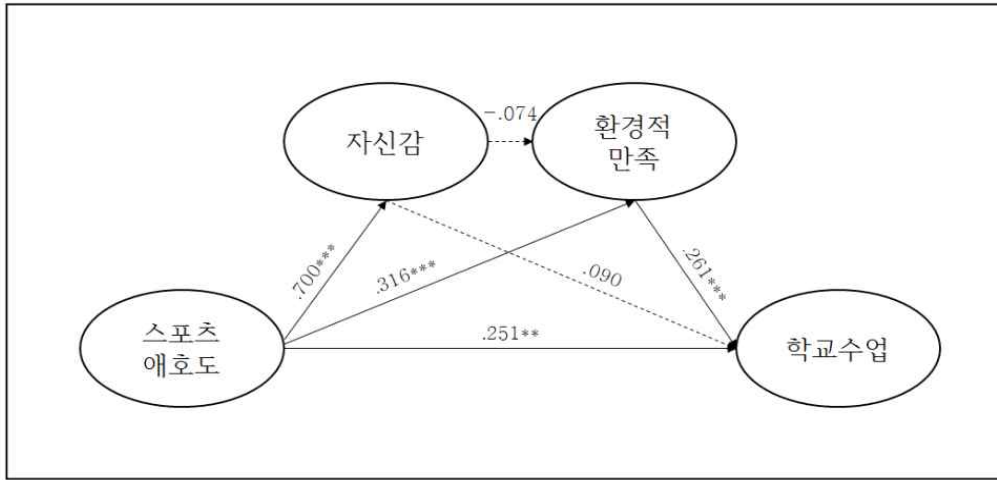 -.074
자신감
환경적
만족
.700***
.316***
.090
.261***
.251**
스포츠
애호도
학교수업